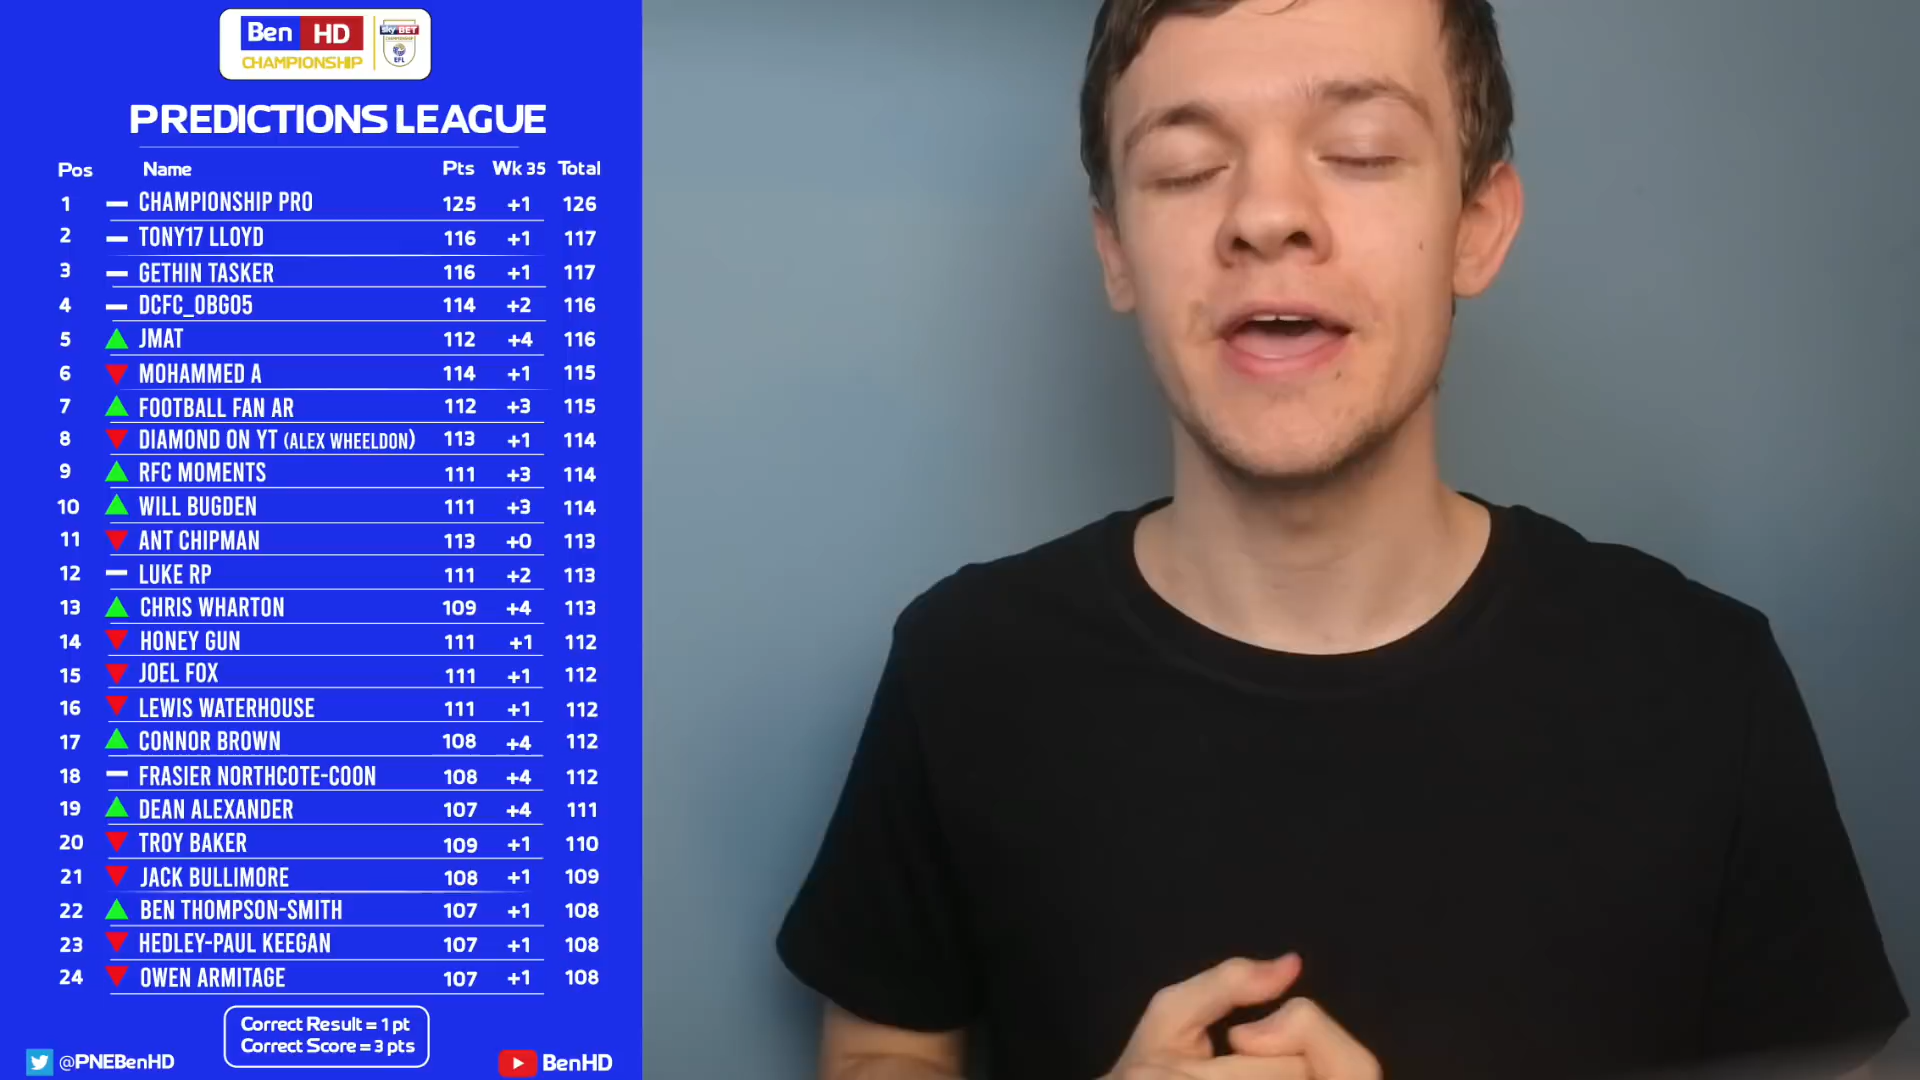 Ben HD
CHAMPIONSHIP
sky BET
CHAMPIONSHIP
EFL
PREDICTIONS LEAGUE
Pos Name Pts Wk 35 Total
1 CHAMPIONSHIP PRO 125 +1 126
2 TONY17 LLOYD 116 +1 117
3 GETHIN TASKER 116 +1 117
4 DCFC_OBG05 114 +2 116
5 JMAT 112 +4 116
6 MOHAMMED A 114 +1 115
7 FOOTBALL FAN AR 112 +3 115
8 DIAMOND ON YT (ALEX WHEELDON) 113 +1 114
9 RFC MOMENTS 111 +3 114
10 WILL BUGDEN 111 +3 114
11 ANT CHIPMAN 113 +0 113
12 LUKE RP 111 +2 113
13 CHRIS WHARTON 109 +4 113
14 HONEY GUN 111 +1 112
15 JOEL FOX 111 +1 112
16 LEWIS WATERHOUSE 111 +1 112
17 CONNOR BROWN 108 +4 112
18 FRASIER NORTHCOTE-COON 108 +4 112
19 DEAN ALEXANDER 107 +4 111
20 TROY BAKER 109 +1 110
21 JACK BULLIMORE 108 +1 109
22 BEN THOMPSON-SMITH 107 +1 108
23 HEDLEY-PAUL KEEGAN 107 +1 108
24 OWEN ARMITAGE 107 +1 108
Correct Result = 1 pt
Correct Score = 3 pts
@PNEBenHD
BenHD